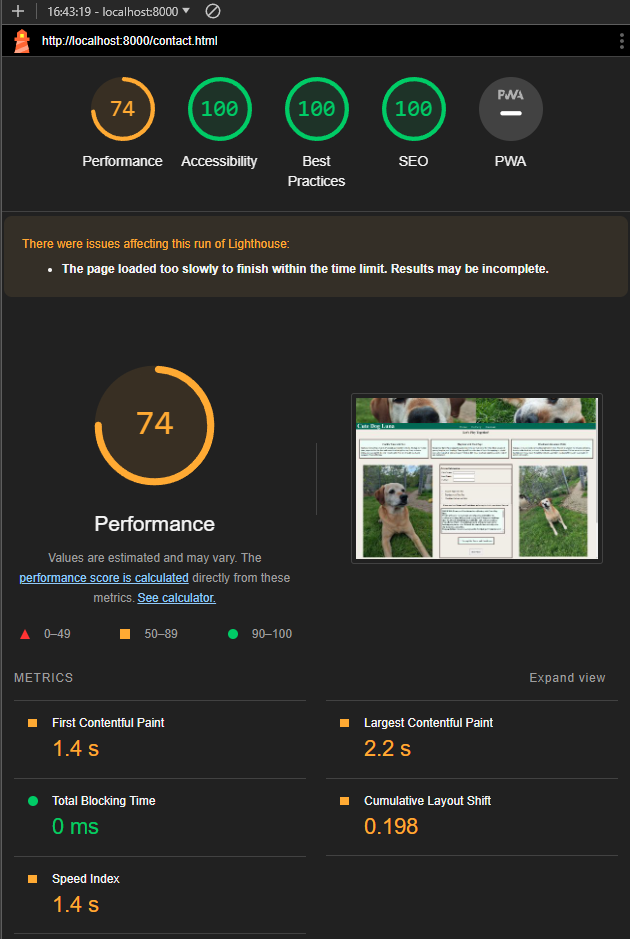 16:43:19 - localhost:8000
http://localhost:8000/contact.html
74
100
100
100
PWA
Performance
Accessibility
Best
Practices
SEO
PWA
There were issues affecting this run of Lighthouse:
• The page loaded too slowly to finish within the time limit. Results may be incomplete.
74
Performance
Values are estimated and may vary. The
performance score is calculated directly from these
metrics. See calculator.
0–49
50–89
90–100
Cute Dog Luna
METRICS
Expand view
First Contentful Paint
1.4 s
Largest Contentful Paint
2.2 s
Total Blocking Time
0 ms
Cumulative Layout Shift
0.198
Speed Index
1.4 s